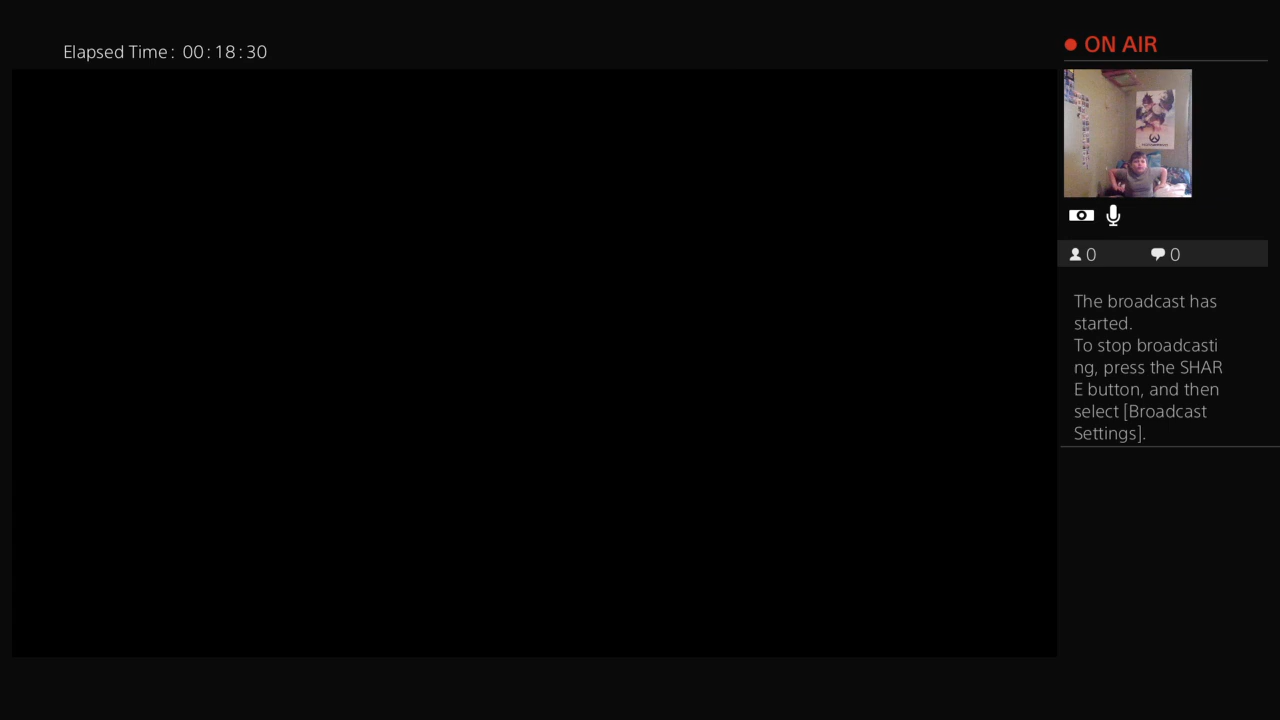 Elapsed Time: 00:18:30
ON AIR
0 0
The broadcast has
started.
To stop broadcasti
ng, press the SHAR
E button, and then
select [Broadcast
Settings].